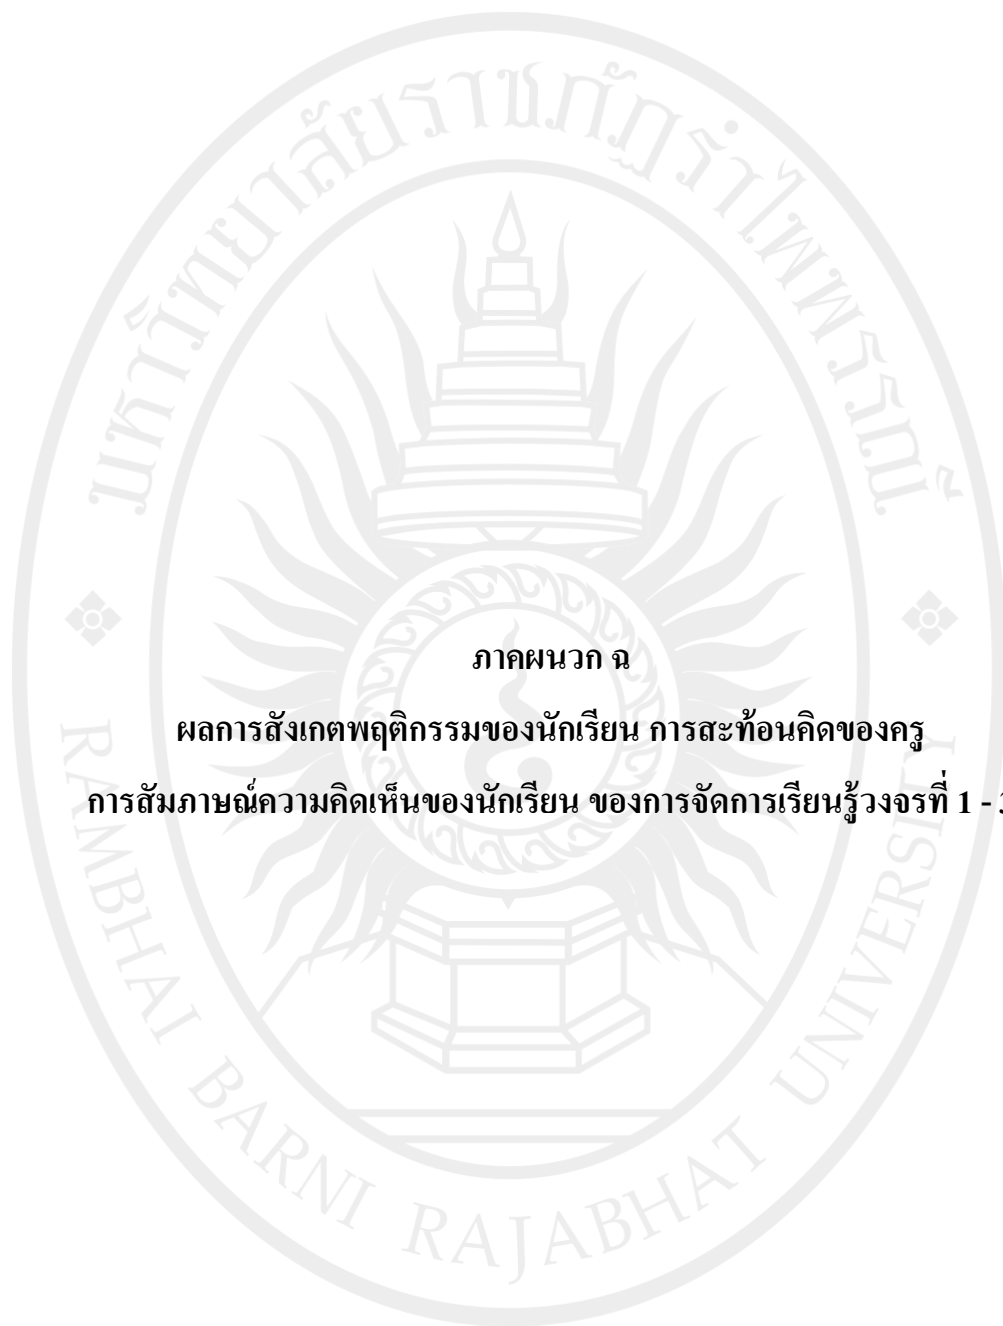 มหาวิทยาลัยราชภัฏรำไพพรรณี
ภาคผนวก ฉ
ผลการสังเกตพฤติกรรมของนักเรียน การสะท้อนคิดของครู
การสัมภาษณ์ความคิดเห็นของนักเรียน ของการจัดการเรียนรู้วงจรที่ 1 - 3
RAMBHAI BARNI RAJABHAT UNIVERSITY